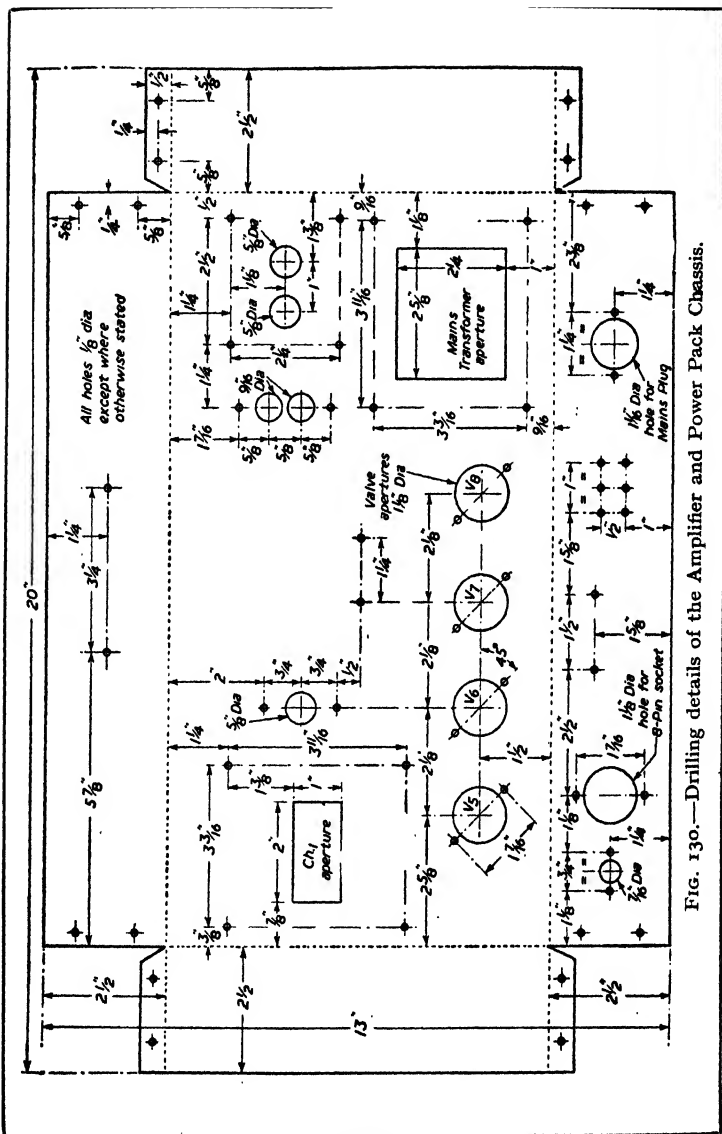 20"
1/4"
1/2"
5/8"
2 1/2"
5/8"
1/2"
5/8"
1/4"
5/8"
All holes 1/8" dia
except where
otherwise stated
1 1/4"
3 1/4"
5 7/8"
1 1/4"
2 1/2"
1 1/4"
5/8" Dia
5/8" Dia
1 1/8"
1 3/8"
1"
2 1/4"
9/16"
Dia
1 7/16"
5/8"
5/8"
5/8"
9/16"
1 1/8"
3 11/16"
2 5/8"
2 1/4"
1"
Mains
Transformer
aperture
3 3/16"
9/16"
Valve
apertures
1 1/8" Dia
1 1/4"
2"
3/4"
3/4"
1/2"
5/8" Dia
1 1/4"
3 11/16"
3 3/16"
1 3/8"
1"
2"
Ch1
aperture
3/8"
7/8"
V5
V6
V7
V8
2 5/8"
2 1/8"
2 1/8"
2 1/8"
45°
1 1/2"
1 7/16"
2 1/2"
2 1/2"
13"
2 1/2"
2 3/8"
1 1/4"
= =
1 1/4"
1 1/16" Dia
hole for
Mains Plug
1"
= =
1/2"
1"
1 5/8"
1 1/2"
1 5/8"
2 1/2"
1 1/8" Dia
hole for
8-Pin socket
1 7/16"
1 1/8"
3/4"
= =
1 1/4"
1 1/8"
7/16" Dia
FIG. 130.—Drilling details of the Amplifier and Power Pack Chassis.